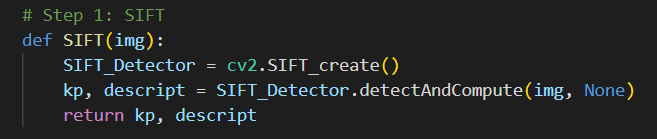 # Step 1: SIFT
def SIFT(img):
    SIFT_Detector = cv2.SIFT_create()
    kp, descript = SIFT_Detector.detectAndCompute(img, None)
    return kp, descript